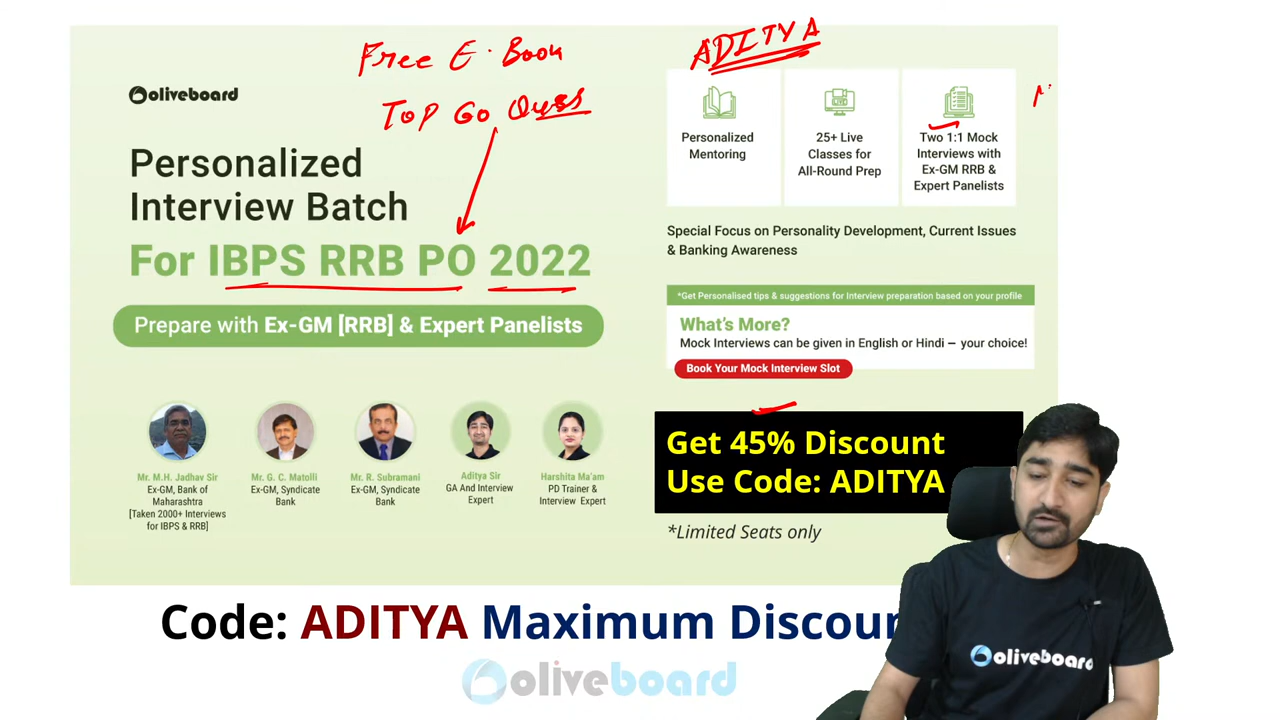 Free E-Book
Top 60 Ques
oliveboard
Personalized
Interview Batch
For IBPS RRB PO 2022
Prepare with Ex-GM [RRB] & Expert Panelists
Mr. M.H. Jadhav Sir
Ex-GM, Bank of
Maharashtra
[Taken 2000+ Interviews
for IBPS & RRB]
Mr. G. C. Matolli
Ex-GM, Syndicate
Bank
Mr. R. Subramani
Ex-GM, Syndicate
Bank
Aditya Sir
GA And Interview
Expert
Harshita Ma'am
PD Trainer &
Interview Expert
ADITYA
Personalized
Mentoring
LIVE
25+ Live
Classes for
All-Round Prep
Two 1:1 Mock
Interviews with
Ex-GM RRB &
Expert Panelists
Special Focus on Personality Development, Current Issues
& Banking Awareness
*Get Personalised tips & suggestions for Interview preparation based on your profile
What's More?
Mock Interviews can be given in English or Hindi – your choice!
Book Your Mock Interview Slot
Get 45% Discount
Use Code: ADITYA
*Limited Seats only
Code: ADITYA Maximum Discou
oliveboard
oliveboard